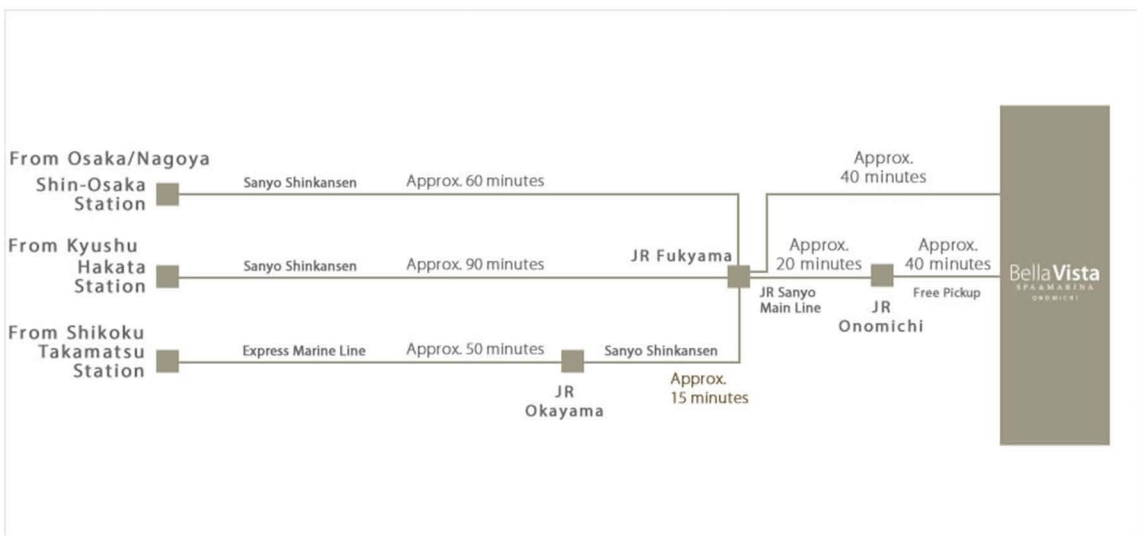 From Osaka/Nagoya
Shin-Osaka
Station
Sanyo Shinkansen
Approx. 60 minutes
Approx.
40 minutes
From Kyushu
Hakata
Station
Sanyo Shinkansen
Approx. 90 minutes
JR Fukyama
Approx.
20 minutes
JR Sanyo
Main Line
JR
Onomichi
Approx.
40 minutes
Free Pickup
BellaVista
SPA&MARINA
ONOMICHI
From Shikoku
Takamatsu
Station
Express Marine Line
Approx. 50 minutes
JR
Okayama
Sanyo Shinkansen
Approx.
15 minutes